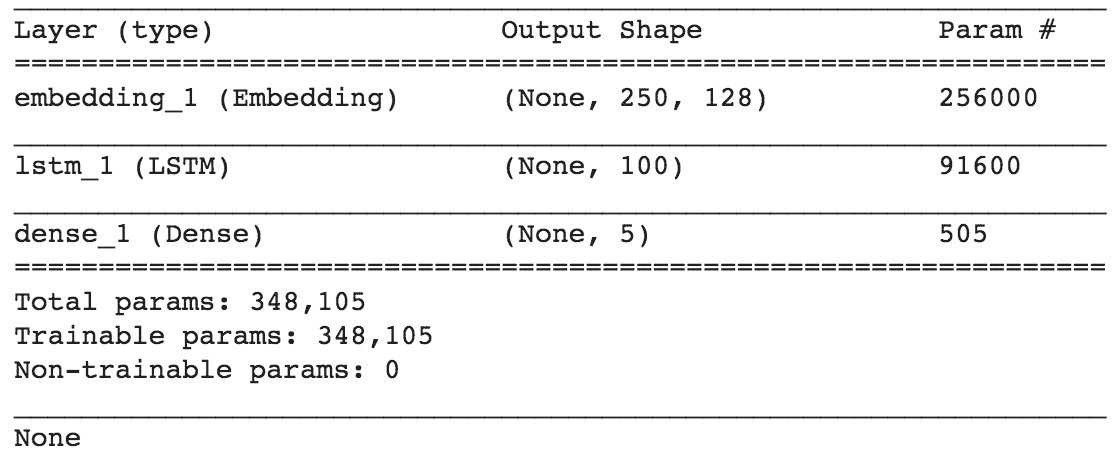 Layer (type) Output Shape Param #
=================================================================
embedding_1 (Embedding) (None, 250, 128) 256000
lstm_1 (LSTM) (None, 100) 91600
dense_1 (Dense) (None, 5) 505
=================================================================
Total params: 348,105
Trainable params: 348,105
Non-trainable params: 0
None